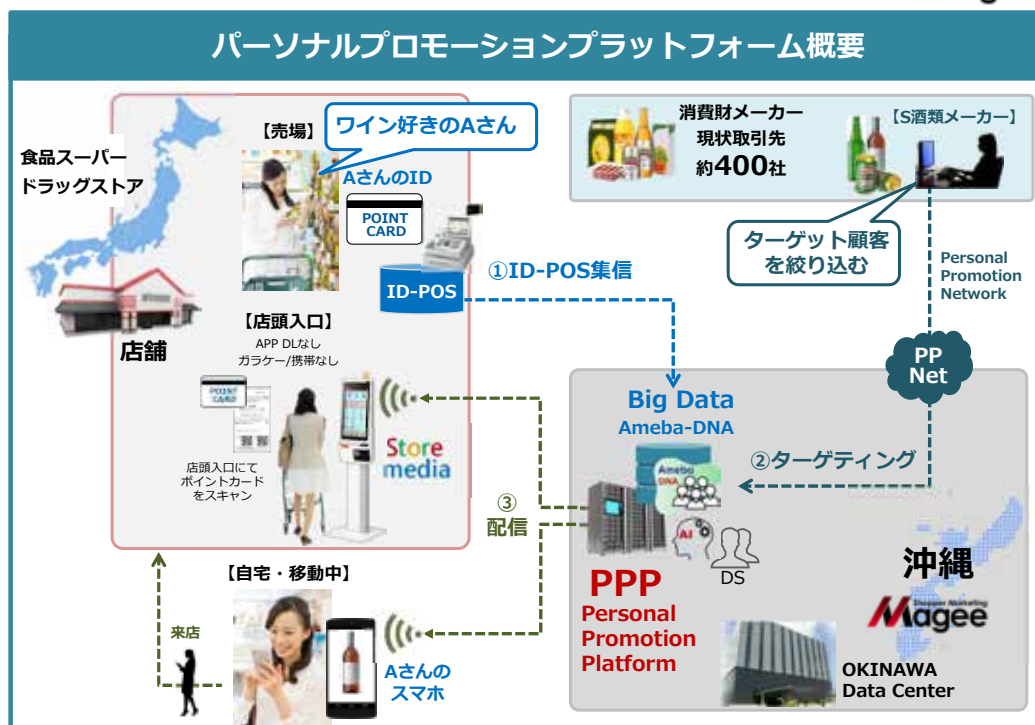 パーソナルプロモーションプラットフォーム概要
食品スーパー
ドラッグストア
【売場】
ワイン好きのAさん
AさんのID
POINT
CARD
ID-POS
①ID-POS集信
消費財メーカー
現状取引先
約400社
【S酒類メーカー】
ターゲット顧客
を絞り込む
Personal
Promotion
Network
PP
Net
店舗
【店頭入口】
APP DLなし
ガラケー/携帯なし
POINT
CARD
店頭入口にて
ポイントカード
をスキャン
Store
media
Big Data
Ameba-DNA
Ameba
DNA
②ターゲティング
③
配信
AI
DS
PPP
Personal
Promotion
Platform
沖縄
Shopper Marketing
Magee
OKINAWA
Data Center
【自宅・移動中】
来店
Aさんの
スマホ